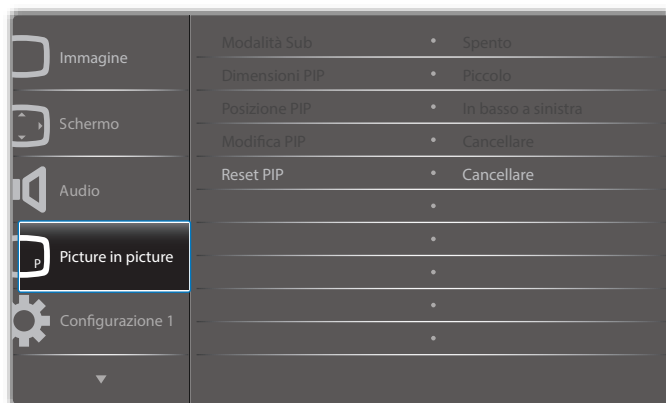 Immagine
Schermo
Audio
P
Picture in picture
Configurazione 1
Modalità Sub • Spento
Dimensioni PIP • Piccolo
Posizione PIP • In basso a sinistra
Modifica PIP • Cancellare
Reset PIP • Cancellare